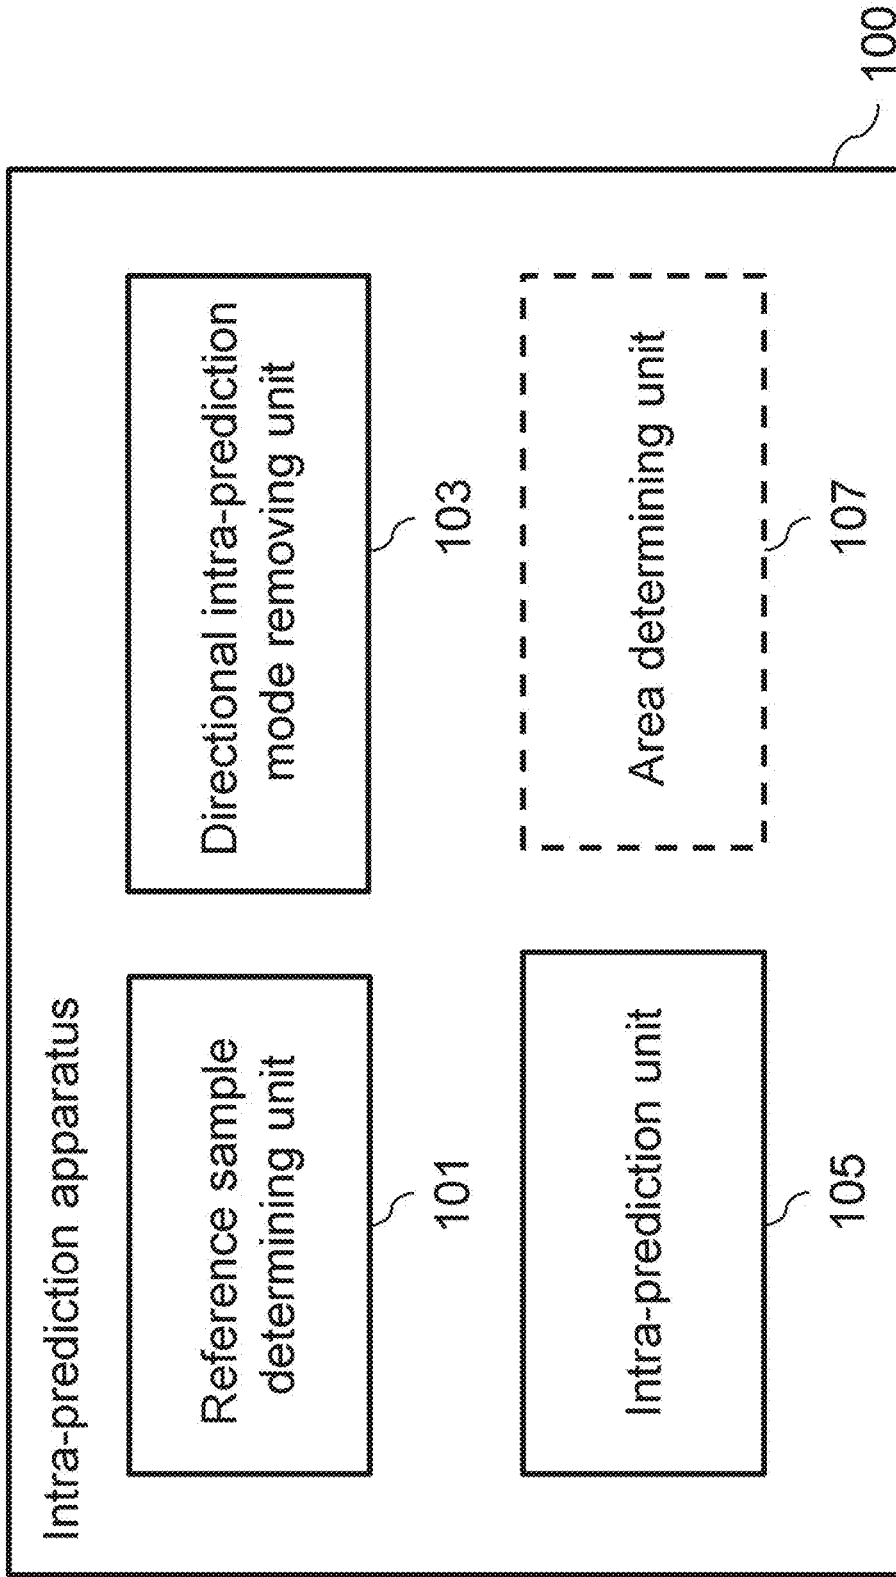 Intra-prediction apparatus
Reference sample
determining unit
101
Directional intra-prediction
mode removing unit
103
Intra-prediction unit
105
Area determining unit
107
100